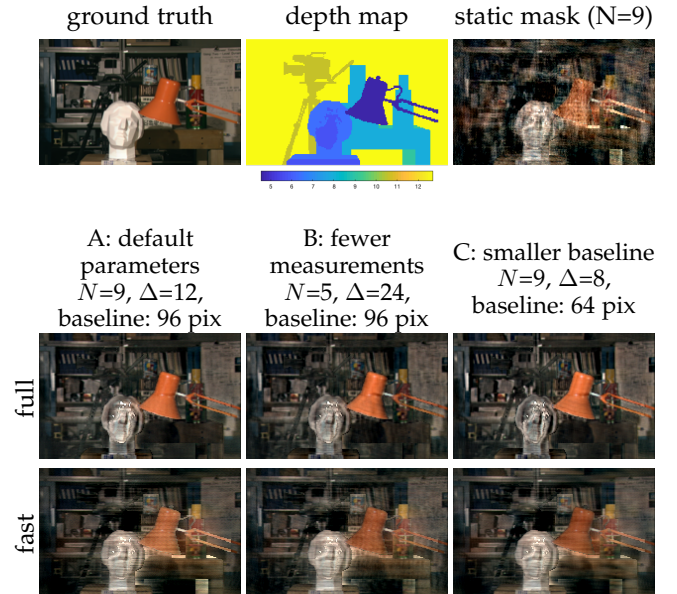 ground truth
depth map
static mask (N=9)
5 6 7 8 9 10 11 12
A: default
parameters
N=9, Δ=12,
baseline: 96 pix
B: fewer
measurements
N=5, Δ=24,
baseline: 96 pix
C: smaller baseline
N=9, Δ=8,
baseline: 64 pix
full
fast